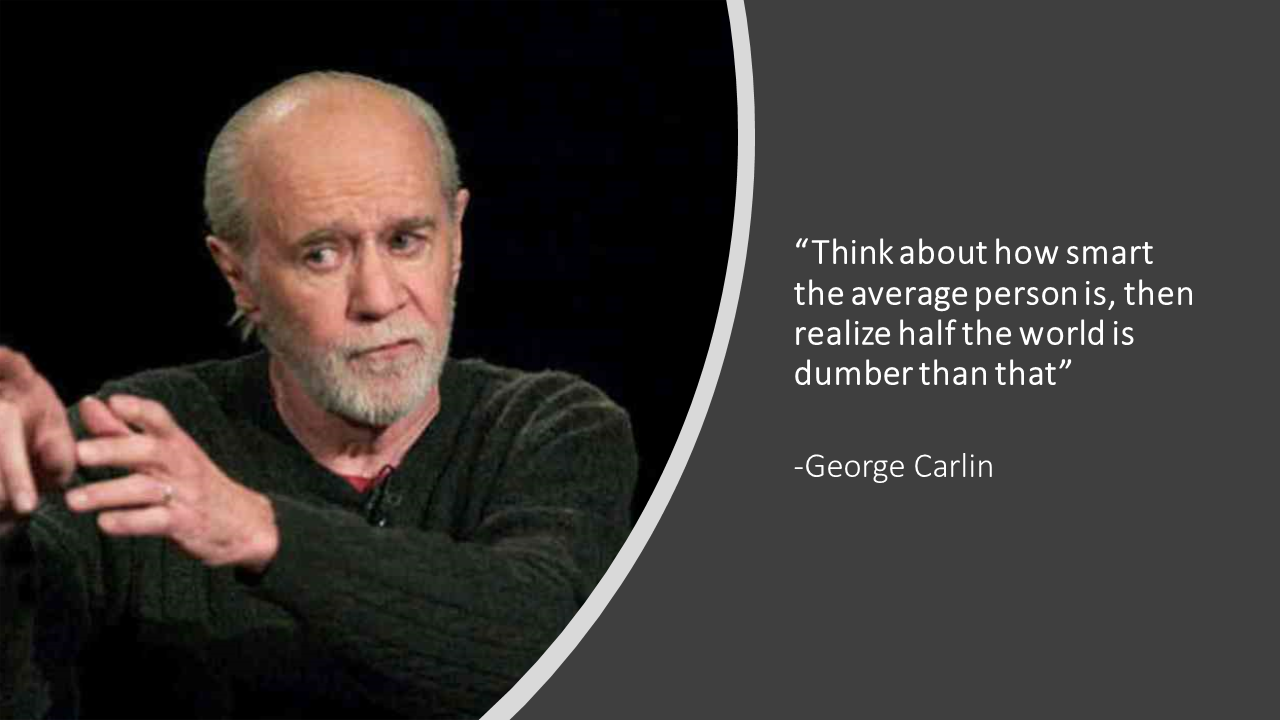 “Think about how smart
the average person is, then
realize half the world is
dumber than that”
-George Carlin